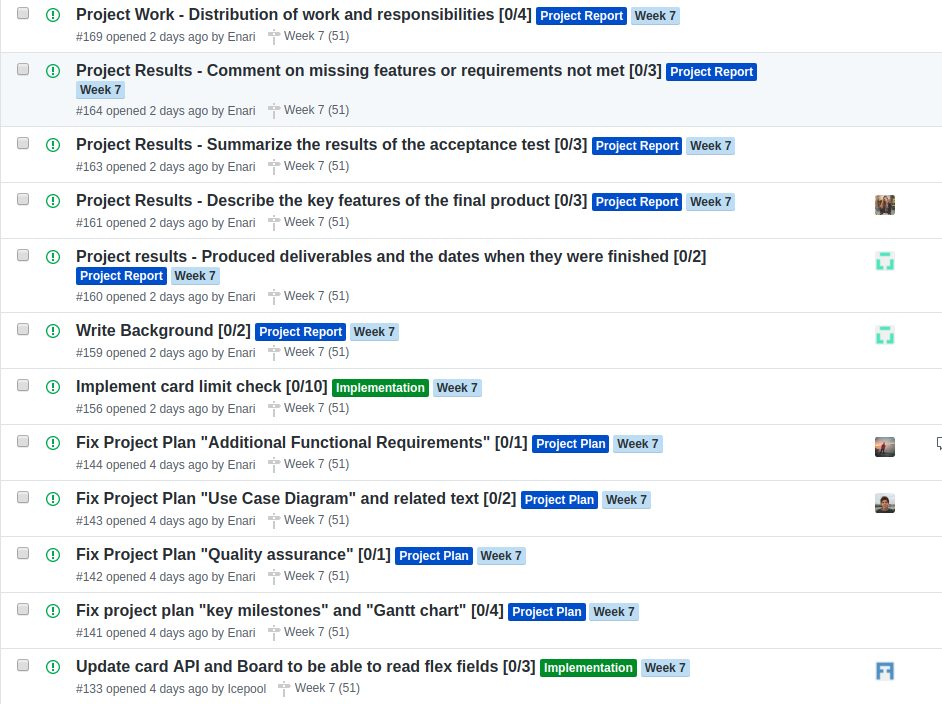 Project Work - Distribution of work and responsibilities [0/4] Project Report Week 7
#169 opened 2 days ago by Enari Week 7 (51)
Project Results - Comment on missing features or requirements not met [0/3] Project Report
Week 7
#164 opened 2 days ago by Enari Week 7 (51)
Project Results - Summarize the results of the acceptance test [0/3] Project Report Week 7
#163 opened 2 days ago by Enari Week 7 (51)
Project Results - Describe the key features of the final product [0/3] Project Report Week 7
#161 opened 2 days ago by Enari Week 7 (51)
Project results - Produced deliverables and the dates when they were finished [0/2]
Project Report Week 7
#160 opened 2 days ago by Enari Week 7 (51)
Write Background [0/2] Project Report Week 7
#159 opened 2 days ago by Enari Week 7 (51)
Implement card limit check [0/10] Implementation Week 7
#156 opened 2 days ago by Enari Week 7 (51)
Fix Project Plan "Additional Functional Requirements" [0/1] Project Plan Week 7
#144 opened 4 days ago by Enari Week 7 (51)
Fix Project Plan "Use Case Diagram" and related text [0/2] Project Plan Week 7
#143 opened 4 days ago by Enari Week 7 (51)
Fix Project Plan "Quality assurance" [0/1] Project Plan Week 7
#142 opened 4 days ago by Enari Week 7 (51)
Fix project plan "key milestones" and "Gantt chart" [0/4] Project Plan Week 7
#141 opened 4 days ago by Enari Week 7 (51)
Update card API and Board to be able to read flex fields [0/3] Implementation Week 7
#133 opened 4 days ago by Icepool Week 7 (51)